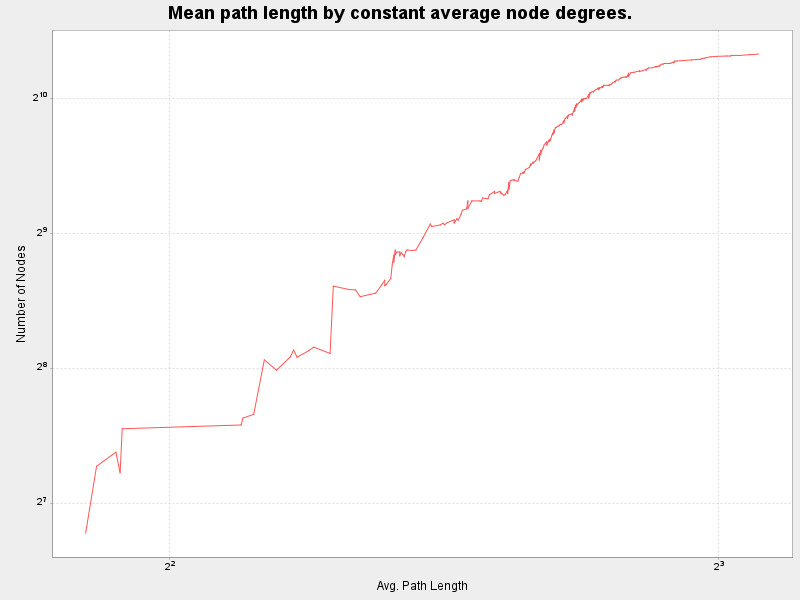 Mean path length by constant average node degrees.
2¹⁰
2⁹
2⁸
2⁷
Number of Nodes
2²
2³
Avg. Path Length